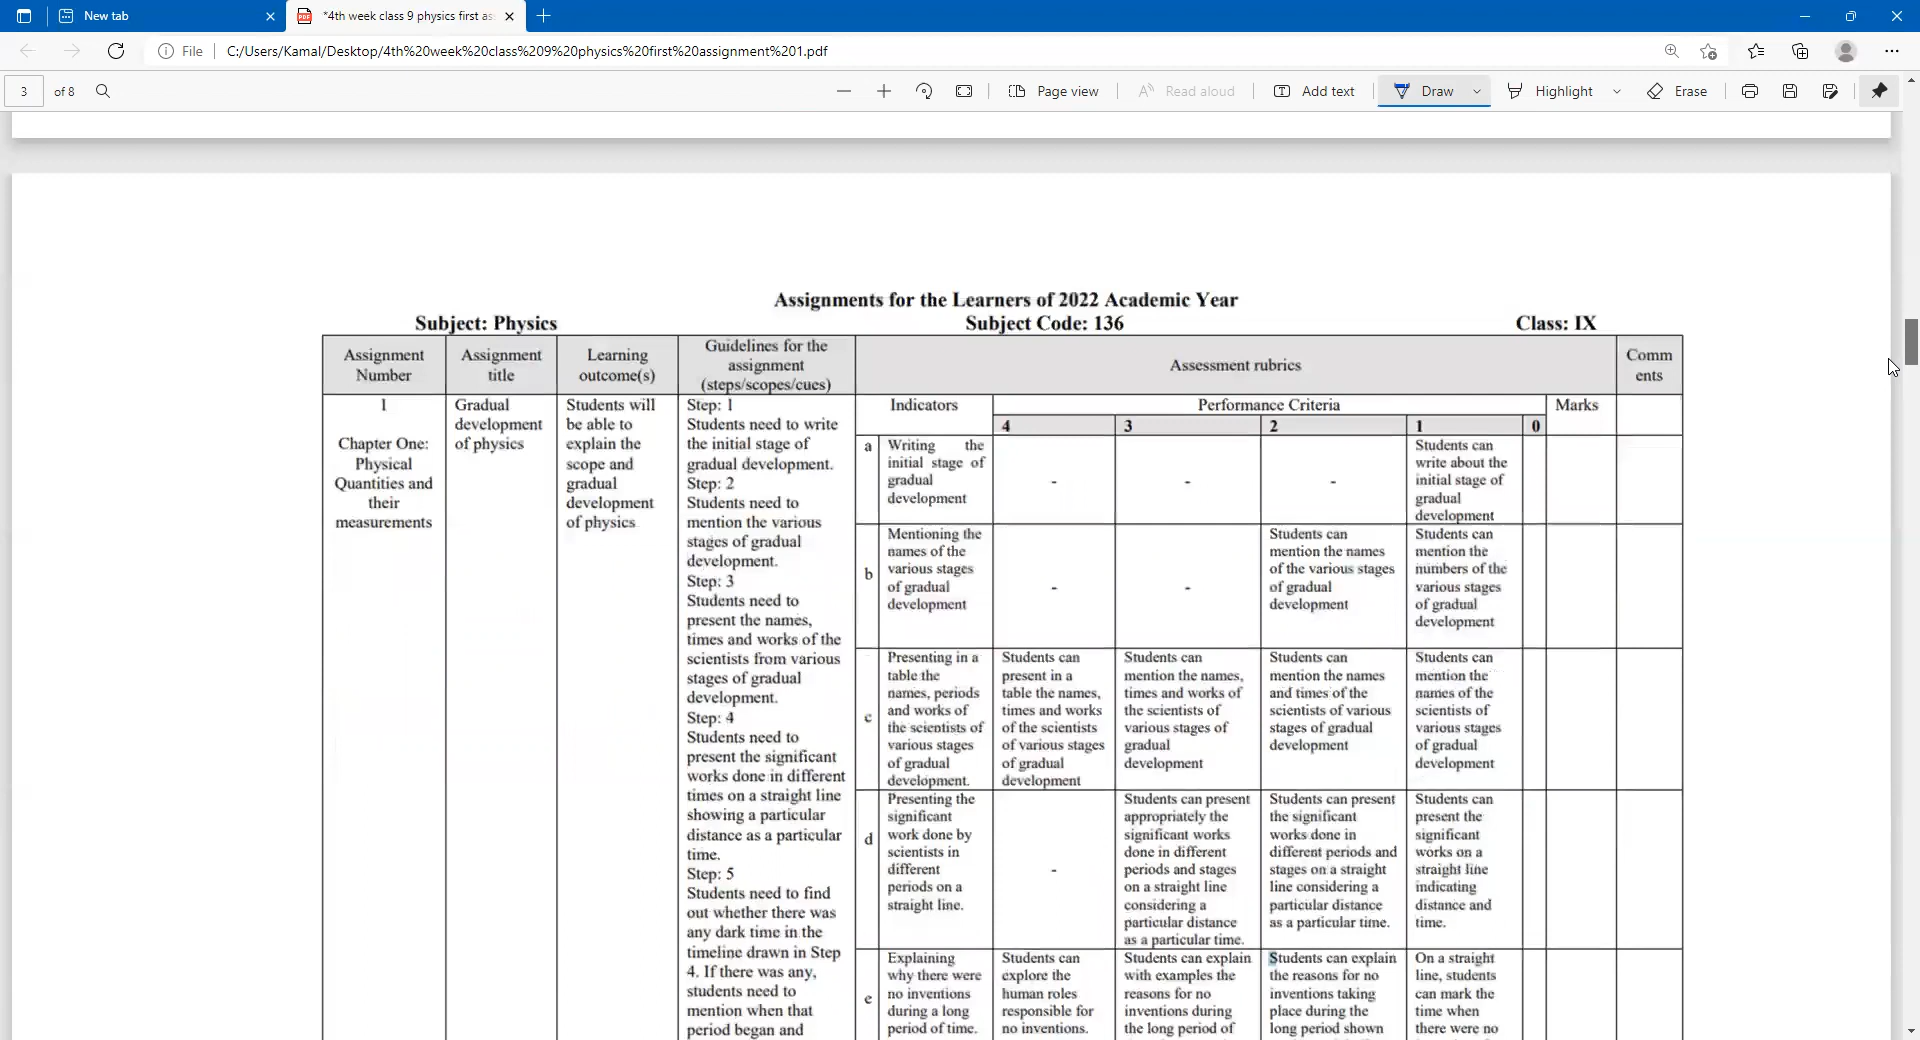 New tab
*4th week class 9 physics first as
File
C:/Users/Kamal/Desktop/4th%20week%20class%209%20physics%20first%20assignment%201.pdf
3
of 8
Page view
Read aloud
Add text
Draw
Highlight
Erase
Assignments for the Learners of 2022 Academic Year
Subject: Physics
Subject Code: 136
Class: IX
Assignment
Number
Assignment
title
Learning
outcome(s)
Guidelines for the
assignment
(steps/scopes/cues)
Assessment rubrics
Comm
ents
1
Chapter One:
Physical
Quantities and
their
measurements
Gradual
development
of physics
Students will
be able to
explain the
scope and
gradual
development
of physics
Step: 1
Students need to write
the initial stage of
gradual development.
Step: 2
Students need to
mention the various
stages of gradual
development.
Step: 3
Students need to
present the names,
times and works of the
scientists from various
stages of gradual
development.
Step: 4
Students need to
present the significant
works done in different
times on a straight line
showing a particular
distance as a particular
time.
Step: 5
Students need to find
out whether there was
any dark time in the
timeline drawn in Step
4. If there was any,
students need to
mention when that
period began and
Indicators
Performance Criteria
Marks
4
3
2
1
0
a
Writing the
initial stage of
gradual
development
-
-
-
Students can
write about the
initial stage of
gradual
development
b
Mentioning the
names of the
various stages
of gradual
development
-
-
Students can
mention the names
of the various stages
of gradual
development
Students can
mention the
numbers of the
various stages
of gradual
development
c
Presenting in a
table the
names, periods
and works of
the scientists of
various stages
of gradual
development.
Students can
present in a
table the names,
times and works
of the scientists
of various stages
of gradual
development
Students can
mention the names,
times and works of
the scientists of
various stages of
gradual
development
Students can
mention the names
and times of the
scientists of various
stages of gradual
development
Students can
mention the
names of the
scientists of
various stages
of gradual
development
d
Presenting the
significant
work done by
scientists in
different
periods on a
straight line.
-
Students can present
appropriately the
significant works
done in different
periods and stages
on a straight line
considering a
particular distance
as a particular time.
Students can present
the significant
works done in
different periods and
stages on a straight
line considering a
particular distance
as a particular time.
Students can
present the
significant
works on a
straight line
indicating
distance and
time.
e
Explaining
why there were
no inventions
during a long
period of time.
Students can
explore the
human roles
responsible for
no inventions.
Students can explain
with examples the
reasons for no
inventions during
the long period of
Students can explain
the reasons for no
inventions taking
place during the
long period shown
On a straight
line, students
can mark the
time when
there were no